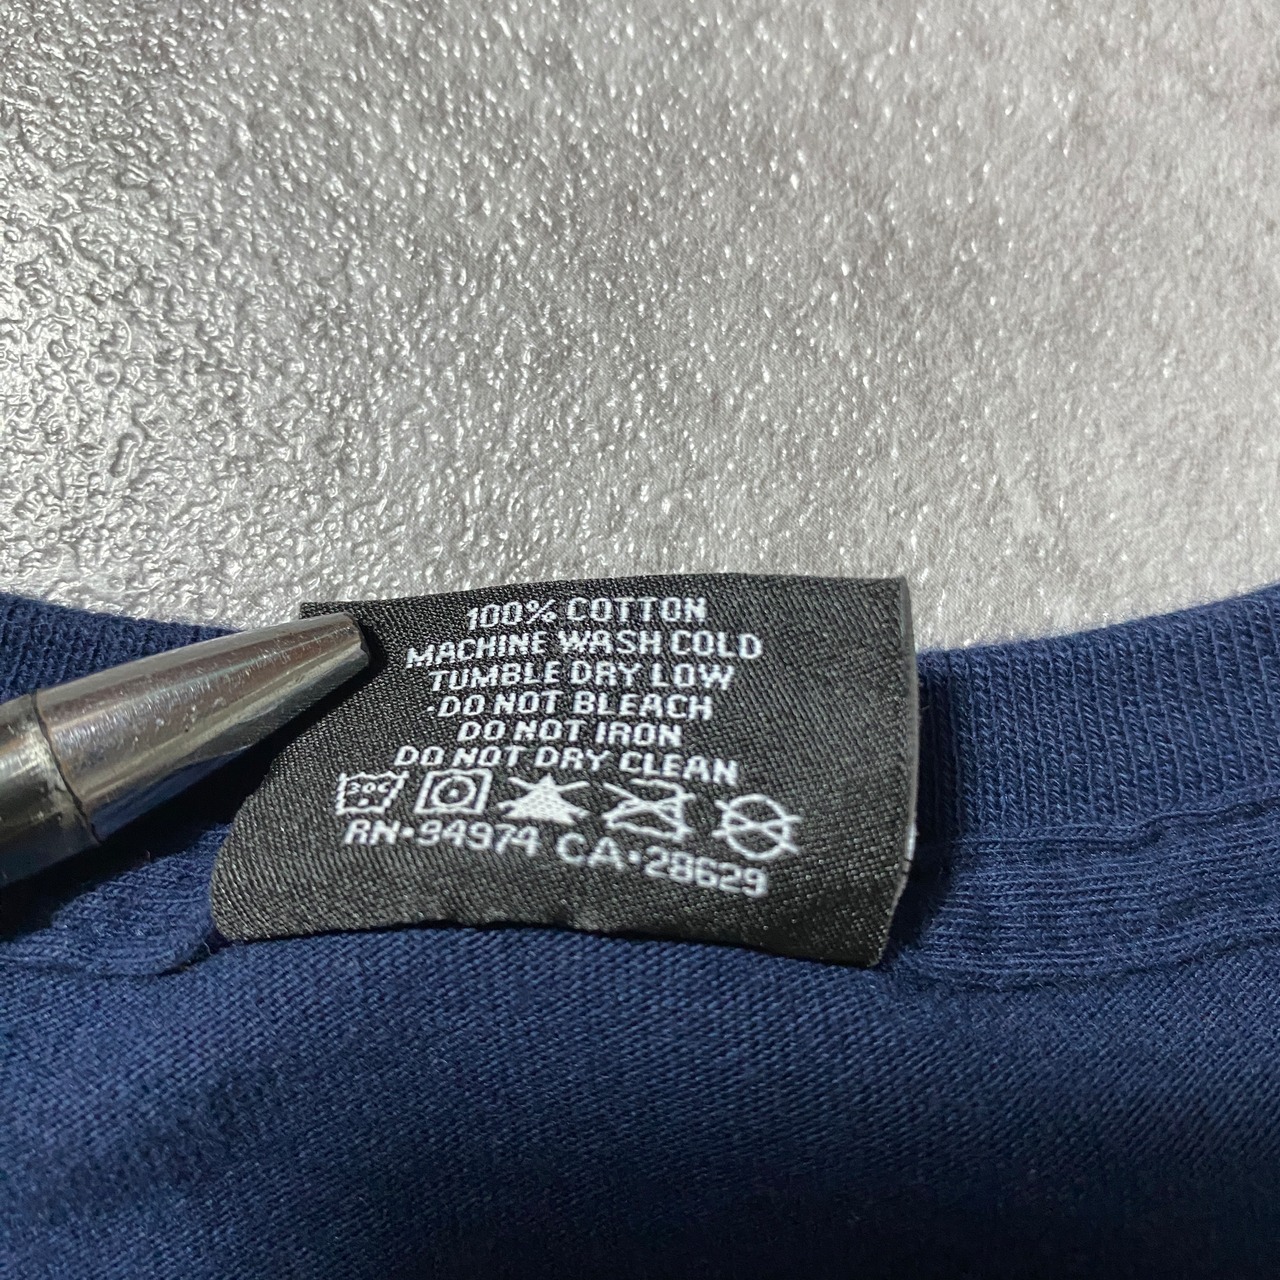 100% COTTON
MACHINE WASH COLD
TUMBLE DRY LOW
-DO NOT BLEACH
DO NOT IRON
DO NOT DRY CLEAN
30C
RN•94974 CA•28629